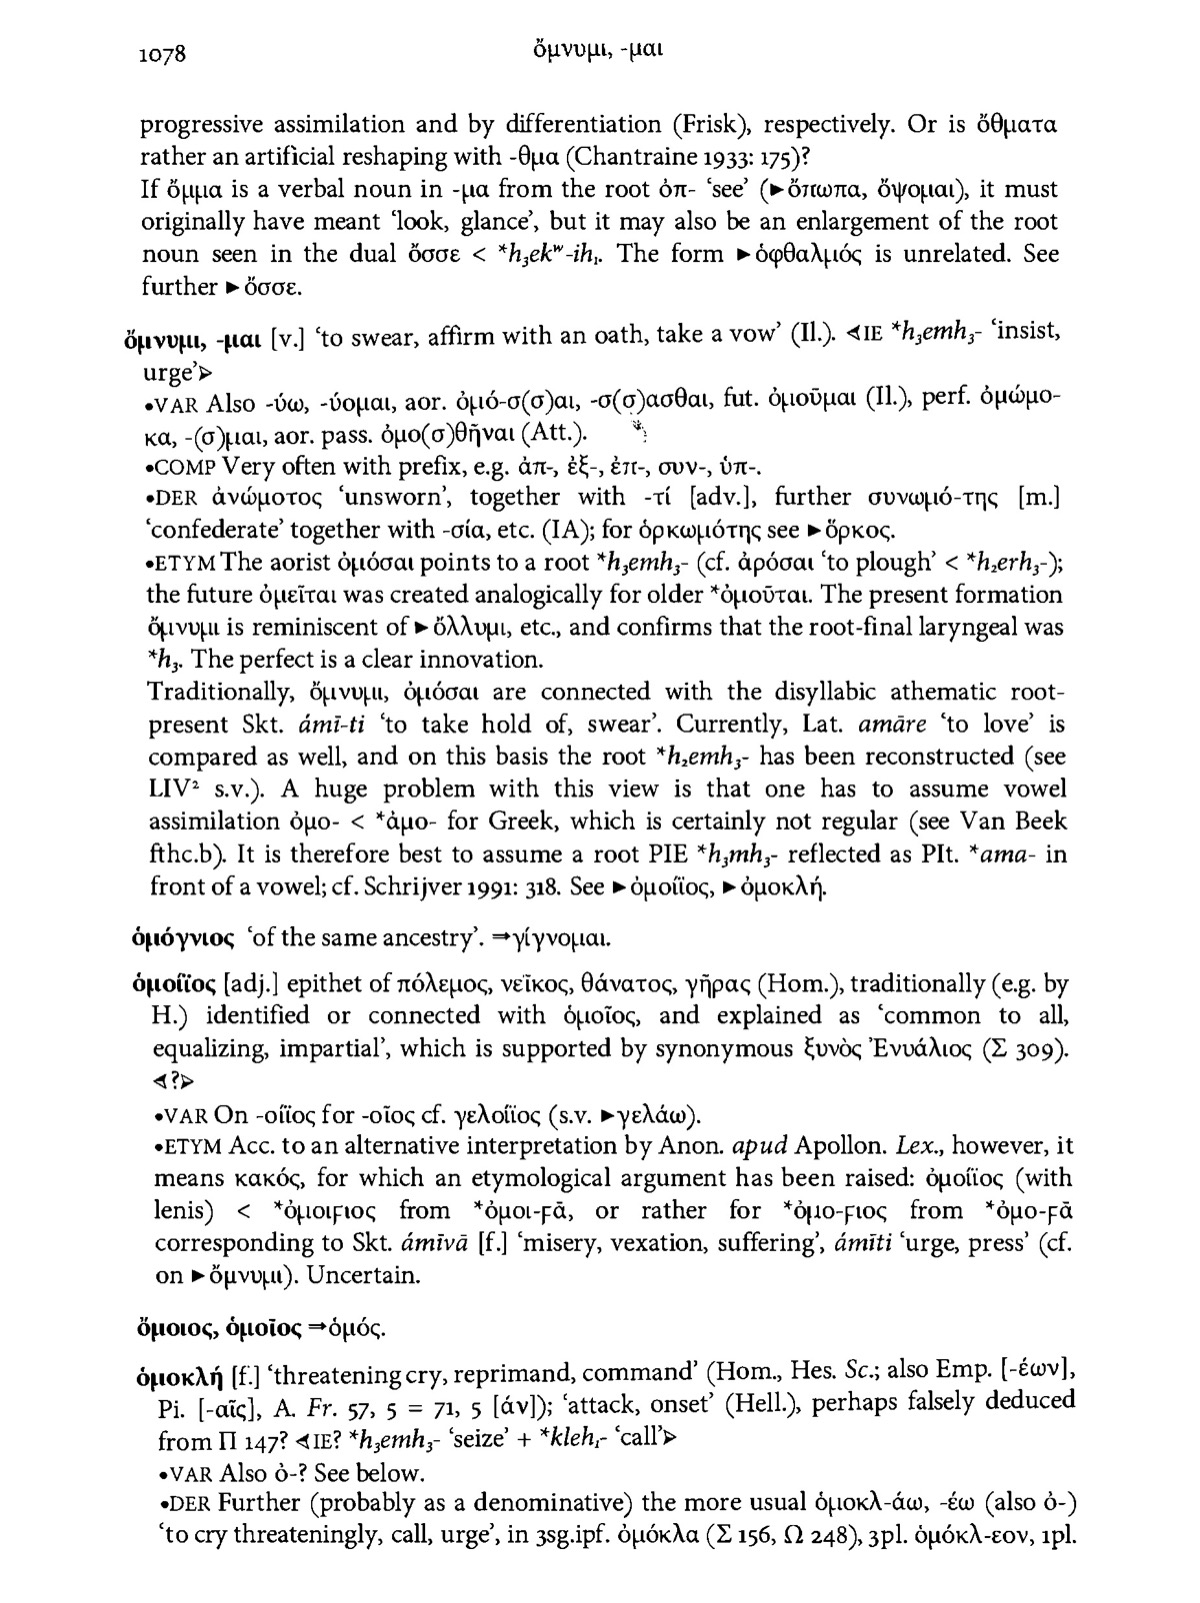 1078
ὄμνυμι, -μαι
progressive assimilation and by differentiation (Frisk), respectively. Or is ὄθματα
rather an artificial reshaping with -θμα (Chantraine 1933: 175)?
If ὄμμα is a verbal noun in -μα from the root ὀπ- ‘see’ (►ὄπωπα, ὄψομαι), it must
originally have meant ‘look, glance’, but it may also be an enlargement of the root
noun seen in the dual ὄσσε < *h₃ekʷ-ih₁. The form ►ὀφθαλμός is unrelated. See
further ►ὄσσε.
ὄμνυμι, -μαι [v.] ‘to swear, affirm with an oath, take a vow’ (Il.). ⊲IE *h₃emh₃- ‘insist,
urge’⊳
•VAR Also -ύω, -ύομαι, aor. ὀμό-σ(σ)αι, -σ(σ)ασθαι, fut. ὀμοῦμαι (Il.), perf. ὀμώμο-
κα, -(σ)μαι, aor. pass. ὀμο(σ)θῆναι (Att.).
•COMP Very often with prefix, e.g. ἀπ-, ἐξ-, ἐπ-, συν-, ὑπ-.
•DER ἀνώμοτος ‘unsworn’, together with -τί [adv.], further συνωμό-της [m.]
‘confederate’ together with -σία, etc. (IA); for ὁρκωμότης see ►ὅρκος.
•ETYM The aorist ὀμόσαι points to a root *h₃emh₃- (cf. ἀρόσαι ‘to plough’ < *h₂erh₃-);
the future ὀμεῖται was created analogically for older *ὀμοῦται. The present formation
ὄμνυμι is reminiscent of ►ὄλλυμι, etc., and confirms that the root-final laryngeal was
*h₃. The perfect is a clear innovation.
Traditionally, ὄμνυμι, ὀμόσαι are connected with the disyllabic athematic root-
present Skt. ámī-ti ‘to take hold of, swear’. Currently, Lat. amāre ‘to love’ is
compared as well, and on this basis the root *h₂emh₃- has been reconstructed (see
LIV² s.v.). A huge problem with this view is that one has to assume vowel
assimilation ὀμο- < *ἀμο- for Greek, which is certainly not regular (see Van Beek
fthc.b). It is therefore best to assume a root PIE *h₃mh₃- reflected as PIt. *ama- in
front of a vowel; cf. Schrijver 1991: 318. See ►ὁμοίϊος, ►ὁμοκλή.
ὁμόγνιος ‘of the same ancestry’. ⇒γίγνομαι.
ὁμοίϊος [adj.] epithet of πόλεμος, νεῖκος, θάνατος, γῆρας (Hom.), traditionally (e.g. by
H.) identified or connected with ὁμοῖος, and explained as ‘common to all,
equalizing, impartial’, which is supported by synonymous ξυνὸς Ἐνυάλιος (Σ 309).
⊲?⊳
•VAR On -οίϊος for -οῖος cf. γελοίϊος (s.v. ►γελάω).
•ETYM Acc. to an alternative interpretation by Anon. apud Apollon. Lex., however, it
means κακός, for which an etymological argument has been raised: ὀμοίϊος (with
lenis) < *ὀμοιϝιος from *ὀμοι-ϝᾱ, or rather for *ὀμο-ϝιος from *ὀμο-ϝᾱ
corresponding to Skt. ámīvā [f.] ‘misery, vexation, suffering’, ámīti ‘urge, press’ (cf.
on ►ὄμνυμι). Uncertain.
ὅμοιος, ὁμοῖος ⇒ὁμός.
ὁμοκλή [f.] ‘threatening cry, reprimand, command’ (Hom., Hes. Sc.; also Emp. [-έων],
Pi. [-αῖς], A. Fr. 57, 5 = 71, 5 [άν]); ‘attack, onset’ (Hell.), perhaps falsely deduced
from Π 147? ⊲IE? *h₃emh₃- ‘seize’ + *kleh₁- ‘call’⊳
•VAR Also ὀ-? See below.
•DER Further (probably as a denominative) the more usual ὁμοκλ-άω, -έω (also ὀ-)
‘to cry threateningly, call, urge’, in 3sg.ipf. ὁμόκλα (Σ 156, Ω 248), 3pl. ὁμόκλ-εον, 1pl.